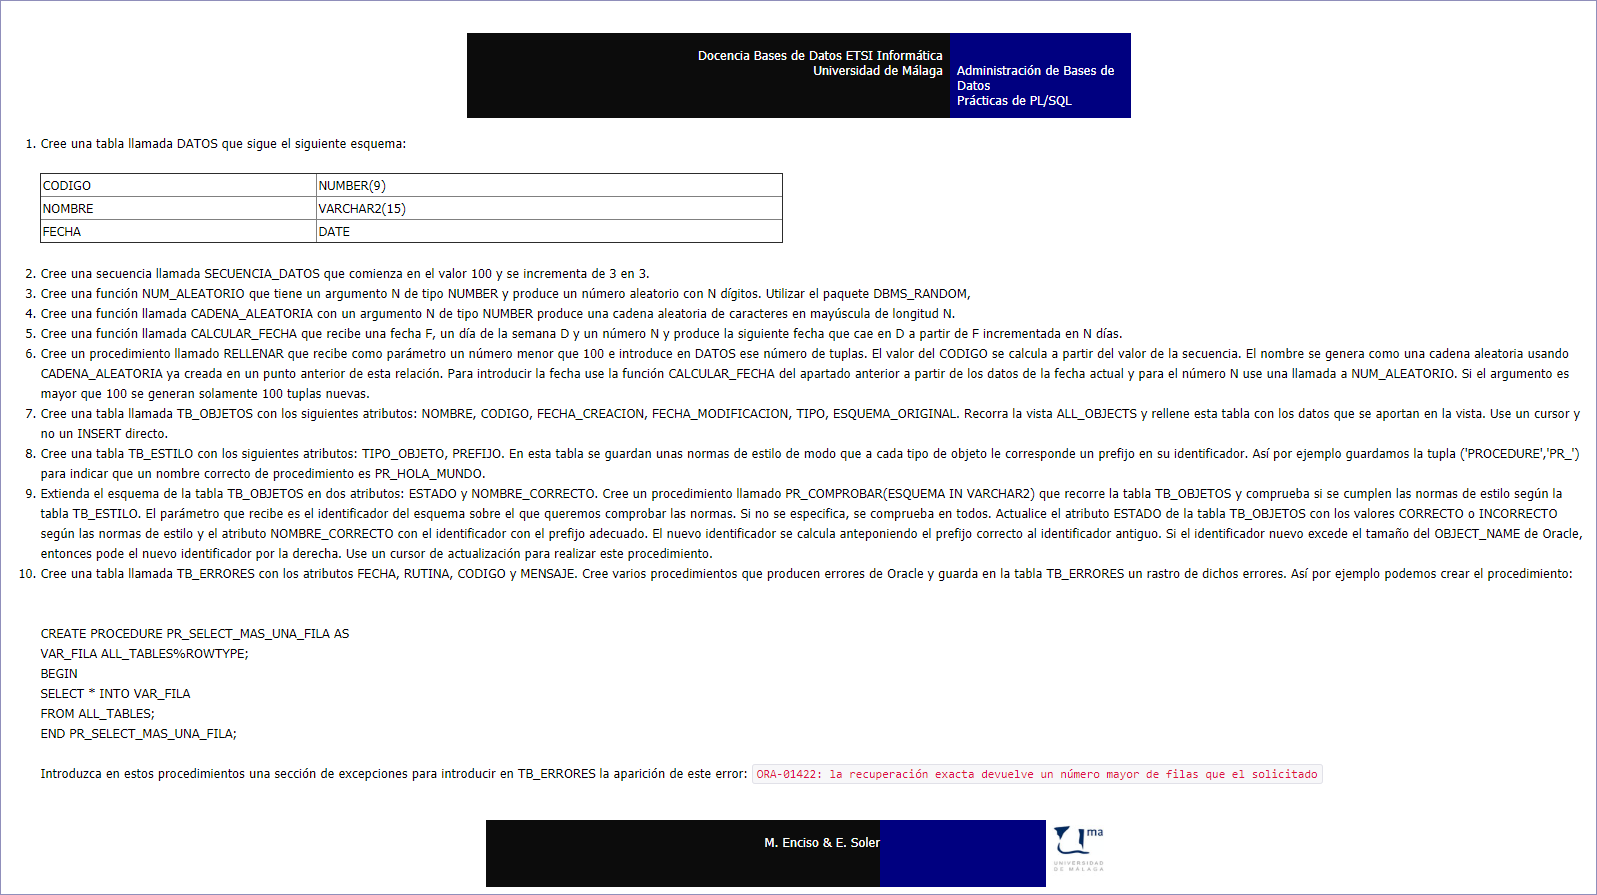 Docencia Bases de Datos ETSI Informática
Universidad de Málaga
Administración de Bases de
Datos
Prácticas de PL/SQL
1. Cree una tabla llamada DATOS que sigue el siguiente esquema:
CODIGO NUMBER(9)
NOMBRE VARCHAR2(15)
FECHA DATE
2. Cree una secuencia llamada SECUENCIA_DATOS que comienza en el valor 100 y se incrementa de 3 en 3.
3. Cree una función NUM_ALEATORIO que tiene un argumento N de tipo NUMBER y produce un número aleatorio con N dígitos. Utilizar el paquete DBMS_RANDOM,
4. Cree una función llamada CADENA_ALEATORIA con un argumento N de tipo NUMBER produce una cadena aleatoria de caracteres en mayúscula de longitud N.
5. Cree una función llamada CALCULAR_FECHA que recibe una fecha F, un día de la semana D y un número N y produce la siguiente fecha que cae en D a partir de F incrementada en N días.
6. Cree un procedimiento llamado RELLENAR que recibe como parámetro un número menor que 100 e introduce en DATOS ese número de tuplas. El valor del CODIGO se calcula a partir del valor de la secuencia. El nombre se genera como una cadena aleatoria usando
CADENA_ALEATORIA ya creada en un punto anterior de esta relación. Para introducir la fecha use la función CALCULAR_FECHA del apartado anterior a partir de los datos de la fecha actual y para el número N use una llamada a NUM_ALEATORIO. Si el argumento es
mayor que 100 se generan solamente 100 tuplas nuevas.
7. Cree una tabla llamada TB_OBJETOS con los siguientes atributos: NOMBRE, CODIGO, FECHA_CREACION, FECHA_MODIFICACION, TIPO, ESQUEMA_ORIGINAL. Recorra la vista ALL_OBJECTS y rellene esta tabla con los datos que se aportan en la vista. Use un cursor y
no un INSERT directo.
8. Cree una tabla TB_ESTILO con los siguientes atributos: TIPO_OBJETO, PREFIJO. En esta tabla se guardan unas normas de estilo de modo que a cada tipo de objeto le corresponde un prefijo en su identificador. Así por ejemplo guardamos la tupla ('PROCEDURE','PR_')
para indicar que un nombre correcto de procedimiento es PR_HOLA_MUNDO.
9. Extienda el esquema de la tabla TB_OBJETOS en dos atributos: ESTADO y NOMBRE_CORRECTO. Cree un procedimiento llamado PR_COMPROBAR(ESQUEMA IN VARCHAR2) que recorre la tabla TB_OBJETOS y comprueba si se cumplen las normas de estilo según la
tabla TB_ESTILO. El parámetro que recibe es el identificador del esquema sobre el que queremos comprobar las normas. Si no se especifica, se comprueba en todos. Actualice el atributo ESTADO de la tabla TB_OBJETOS con los valores CORRECTO o INCORRECTO
según las normas de estilo y el atributo NOMBRE_CORRECTO con el identificador con el prefijo adecuado. El nuevo identificador se calcula anteponiendo el prefijo correcto al identificador antiguo. Si el identificador nuevo excede el tamaño del OBJECT_NAME de Oracle,
entonces pode el nuevo identificador por la derecha. Use un cursor de actualización para realizar este procedimiento.
10. Cree una tabla llamada TB_ERRORES con los atributos FECHA, RUTINA, CODIGO y MENSAJE. Cree varios procedimientos que producen errores de Oracle y guarda en la tabla TB_ERRORES un rastro de dichos errores. Así por ejemplo podemos crear el procedimiento:
CREATE PROCEDURE PR_SELECT_MAS_UNA_FILA AS
VAR_FILA ALL_TABLES%ROWTYPE;
BEGIN
SELECT * INTO VAR_FILA
FROM ALL_TABLES;
END PR_SELECT_MAS_UNA_FILA;
Introduzca en estos procedimientos una sección de excepciones para introducir en TB_ERRORES la aparición de este error: ORA-01422: la recuperación exacta devuelve un número mayor de filas que el solicitado
M. Enciso & E. Soler
uma
UNIVERSIDAD
DE MÁLAGA